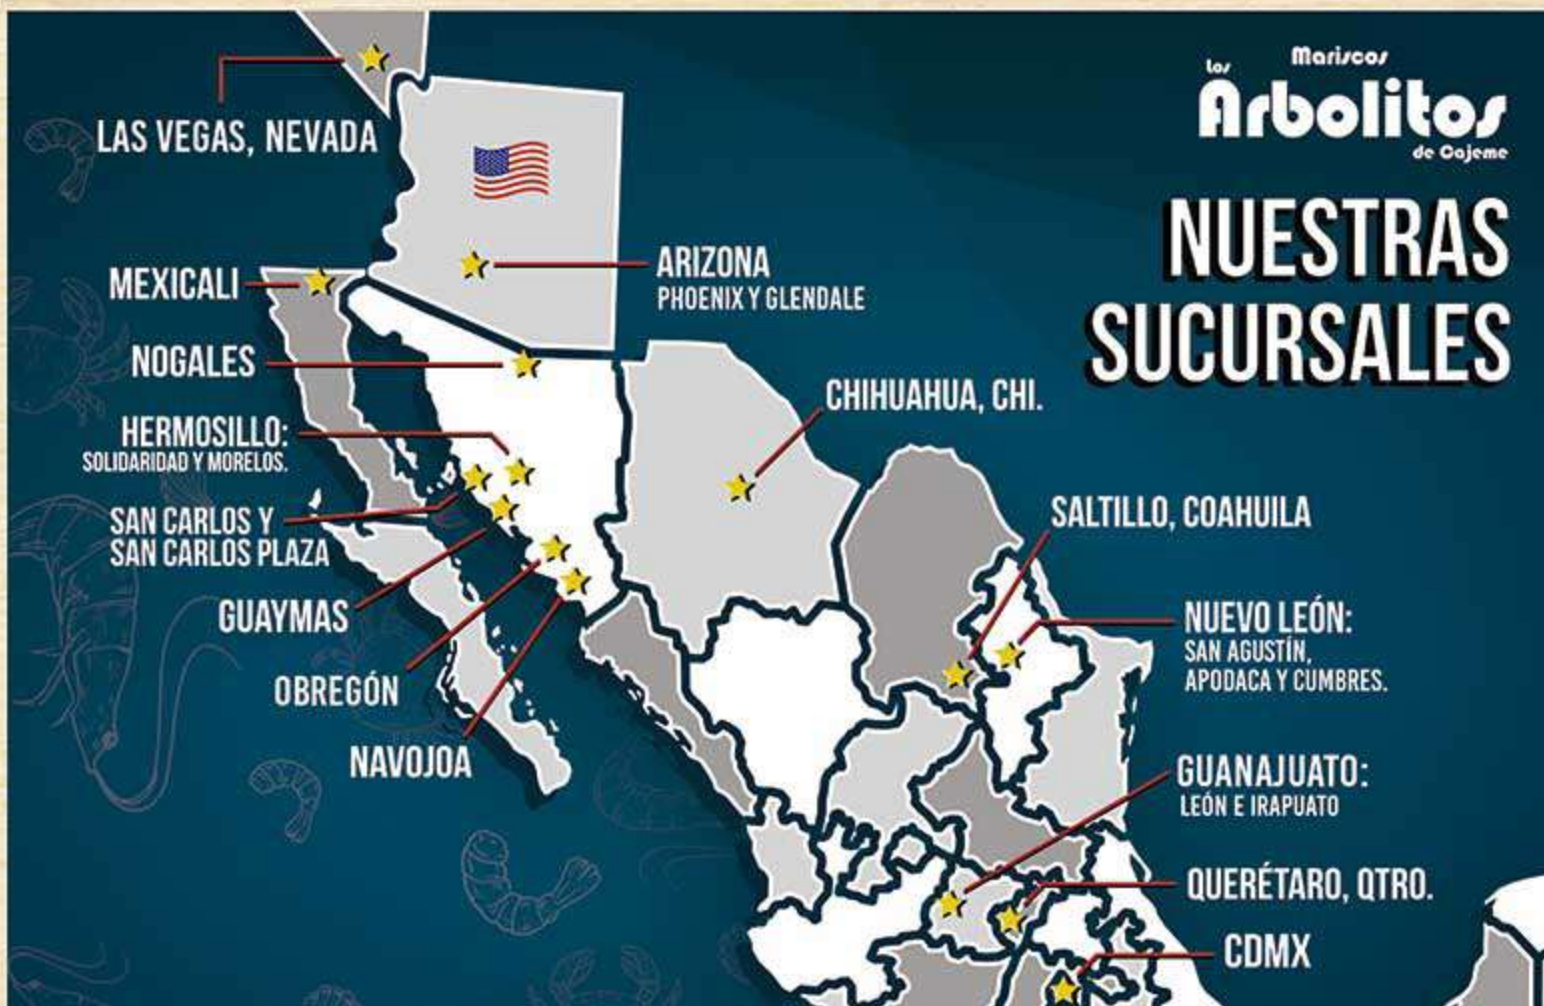 Mariscos
Los
Arbolitos
de Cajeme
NUESTRAS
SUCURSALES
LAS VEGAS, NEVADA
MEXICALI
NOGALES
HERMOSILLO:
SOLIDARIDAD Y MORELOS.
SAN CARLOS Y
SAN CARLOS PLAZA
GUAYMAS
OBREGÓN
NAVOJOA
ARIZONA
PHOENIX Y GLENDALE
CHIHUAHUA, CHI.
SALTILLO, COAHUILA
NUEVO LEÓN:
SAN AGUSTÍN,
APODACA Y CUMBRES.
GUANAJUATO:
LEÓN E IRAPUATO
QUERÉTARO, QTRO.
CDMX